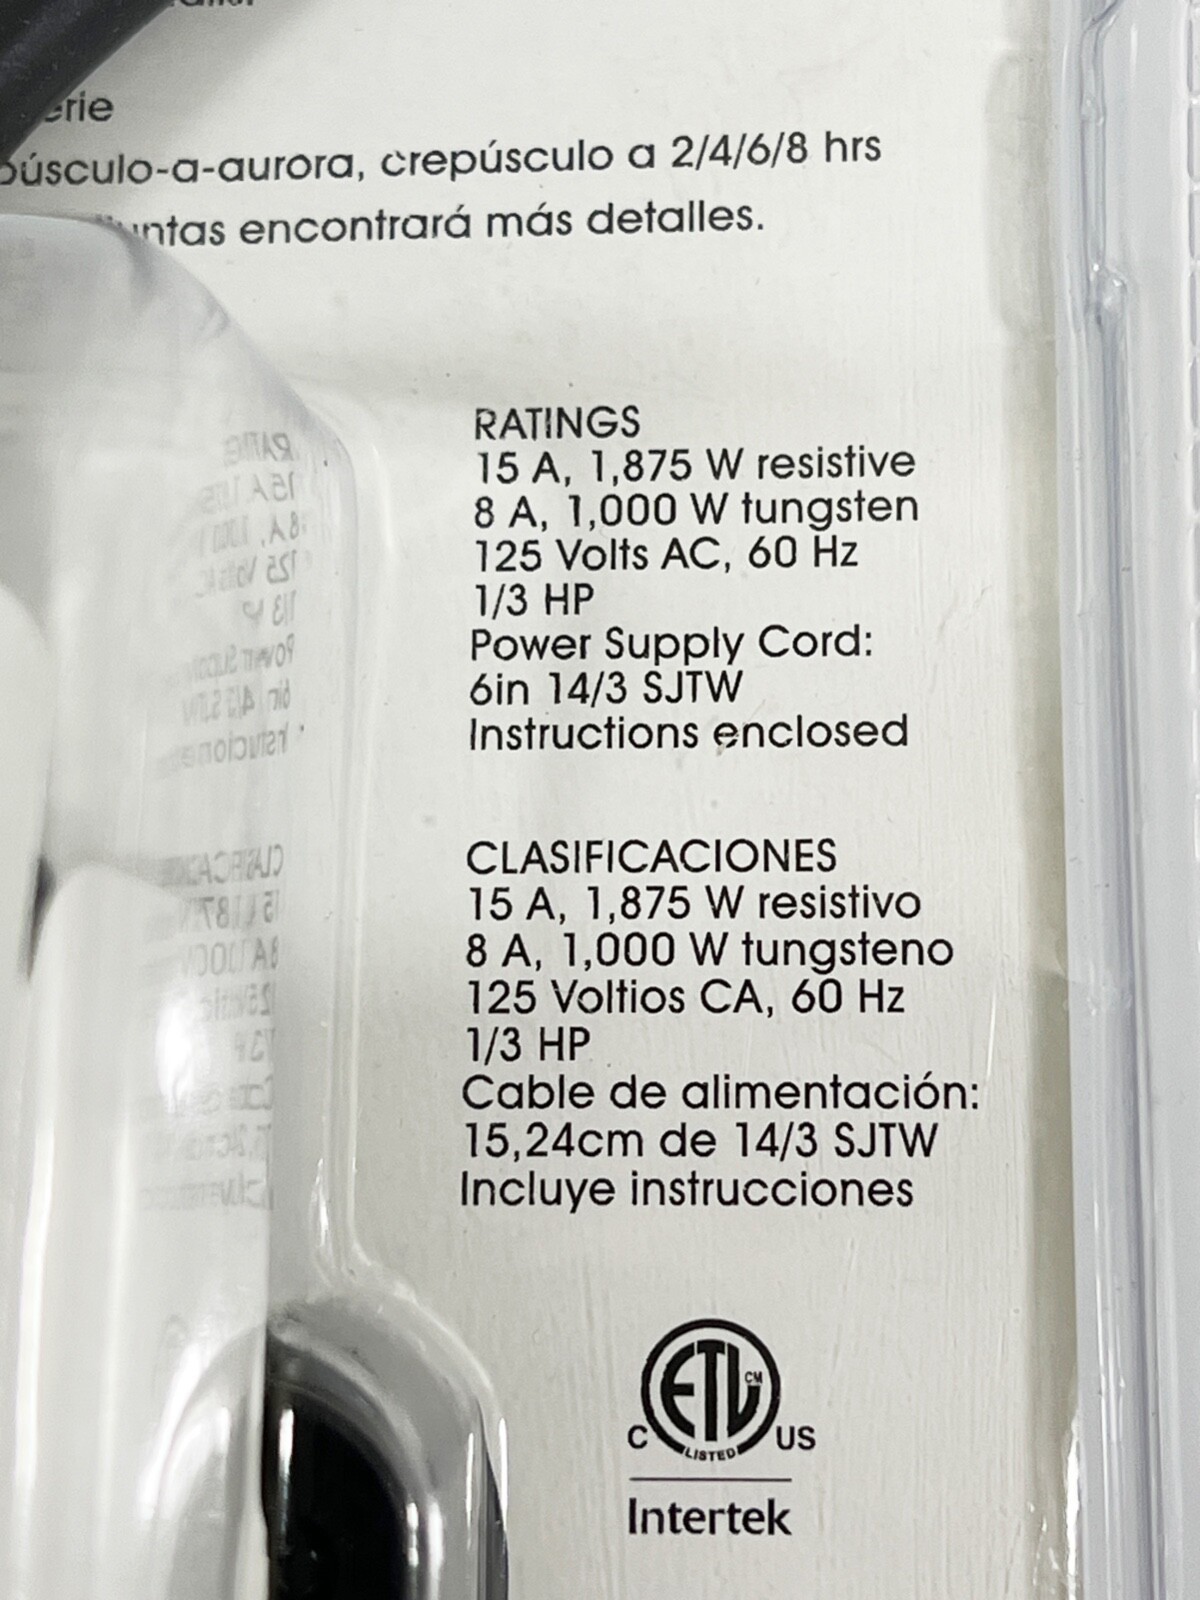 crepúsculo a 2/4/6/8 hrs
encontrará más detalles.
RATINGS
15 A, 1,875 W resistive
8 A, 1,000 W tungsten
125 Volts AC, 60 Hz
1/3 HP
Power Supply Cord:
6in 14/3 SJTW
Instructions enclosed
CLASIFICACIONES
15 A, 1,875 W resistivo
8 A, 1,000 W tungsteno
125 Voltios CA, 60 Hz
1/3 HP
Cable de alimentación:
15,24cm de 14/3 SJTW
Incluye instrucciones
ETL CM
C LISTED US
Intertek